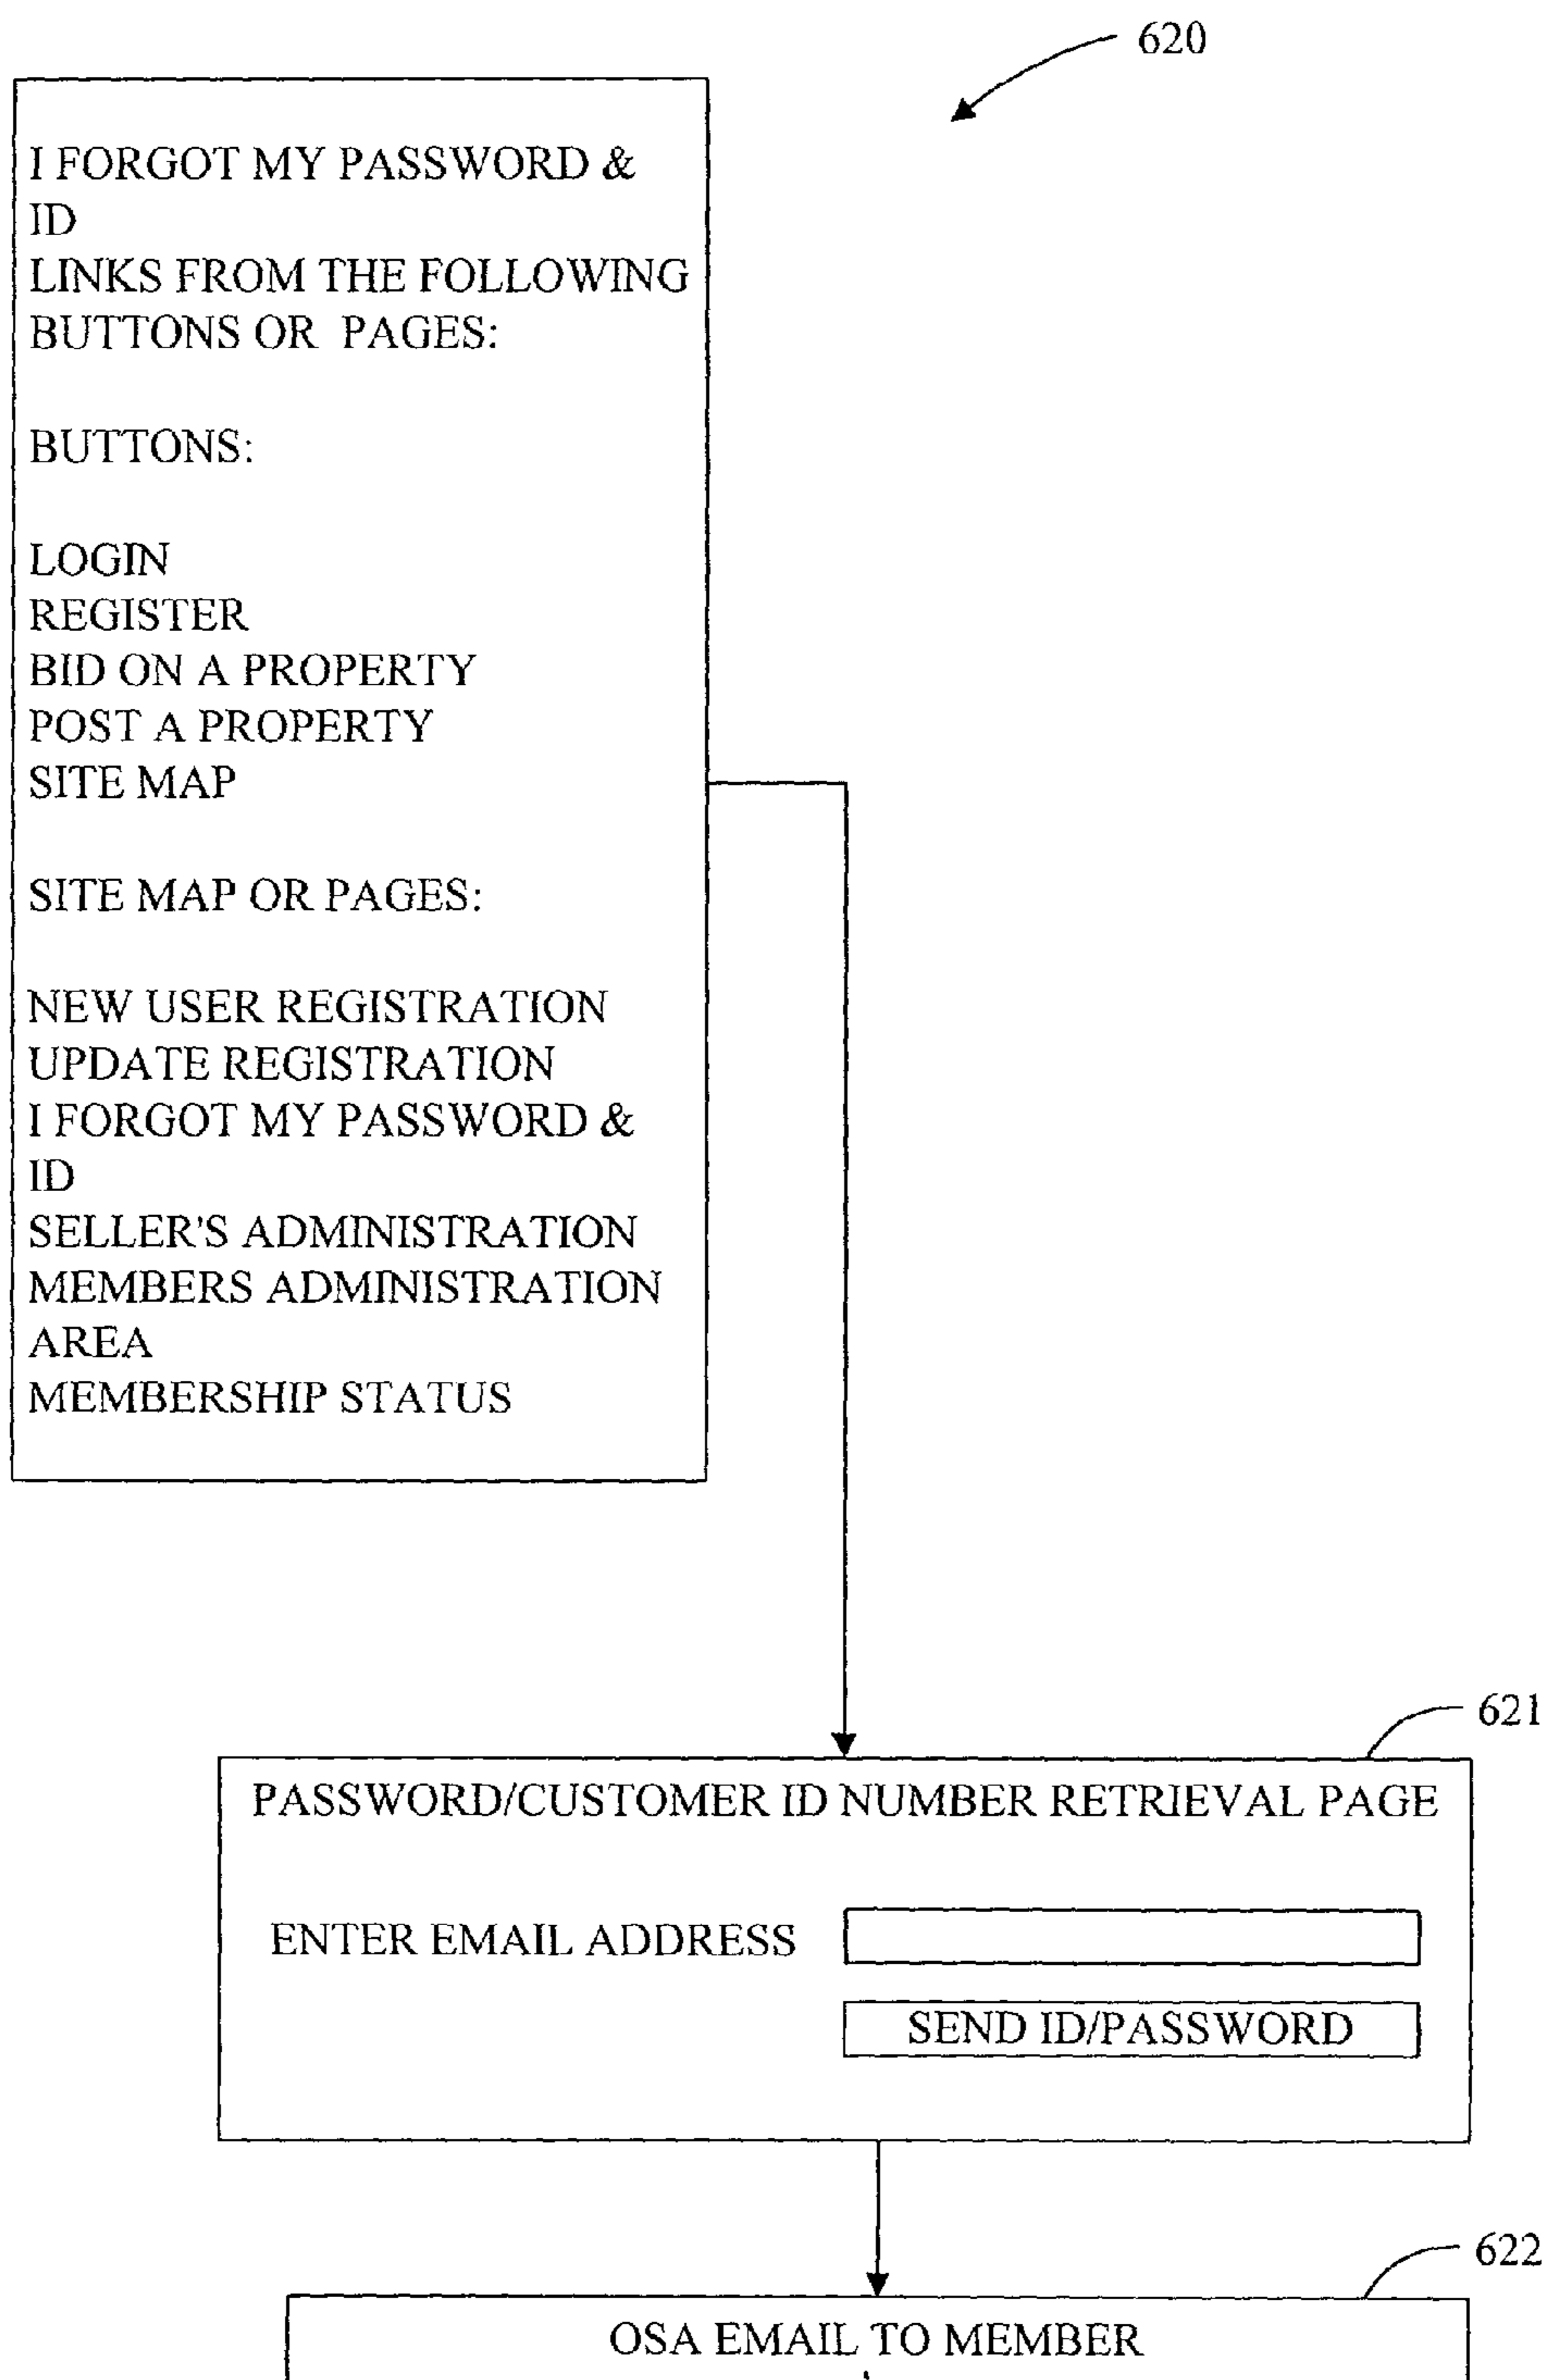 620
I FORGOT MY PASSWORD &
ID
LINKS FROM THE FOLLOWING
BUTTONS OR PAGES:
BUTTONS:
LOGIN
REGISTER
BID ON A PROPERTY
POST A PROPERTY
SITE MAP
SITE MAP OR PAGES:
NEW USER REGISTRATION
UPDATE REGISTRATION
I FORGOT MY PASSWORD &
ID
SELLER'S ADMINISTRATION
MEMBERS ADMINISTRATION
AREA
MEMBERSHIP STATUS
621
PASSWORD/CUSTOMER ID NUMBER RETRIEVAL PAGE
ENTER EMAIL ADDRESS
SEND ID/PASSWORD
622
OSA EMAIL TO MEMBER